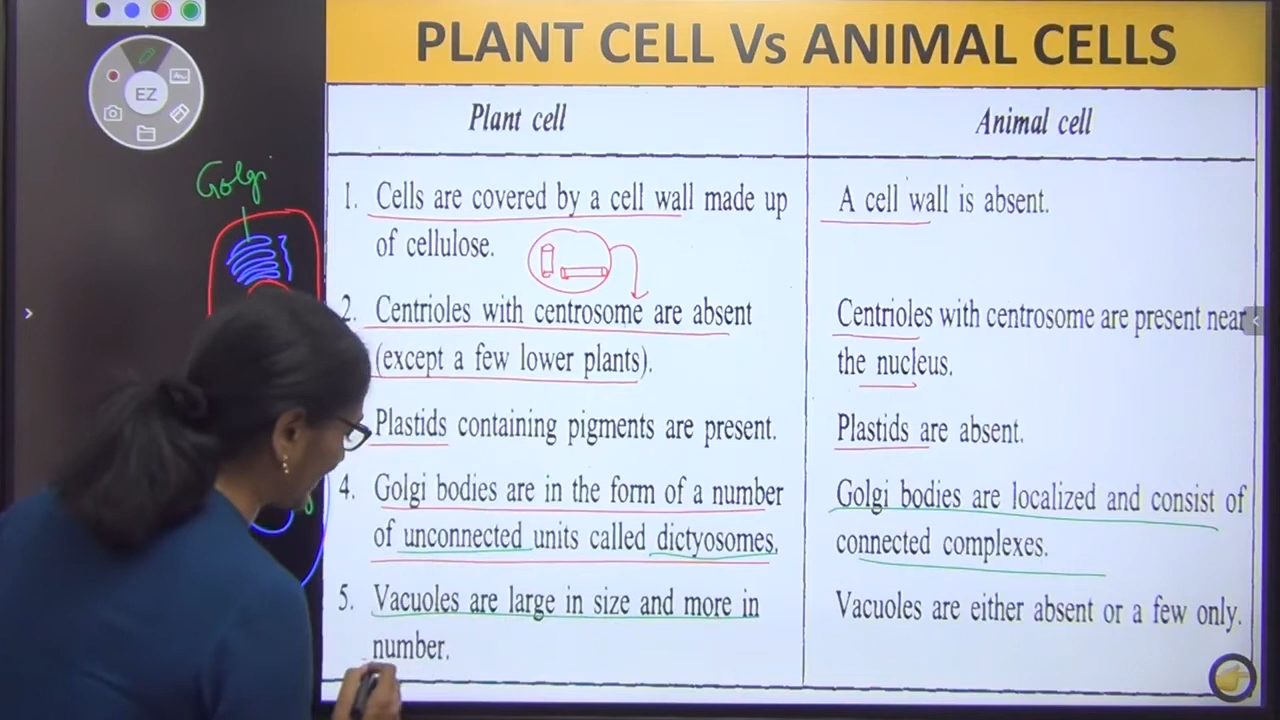 PLANT CELL Vs ANIMAL CELLS
EZ
Plant cell
Animal cell
Golgi
1. Cells are covered by a cell wall made up
of cellulose.
A cell wall is absent.
2. Centrioles with centrosome are absent
(except a few lower plants).
Centrioles with centrosome are present near
the nucleus.
Plastids containing pigments are present.
Plastids are absent.
4. Golgi bodies are in the form of a number
of unconnected units called dictyosomes.
Golgi bodies are localized and consist of
connected complexes.
5. Vacuoles are large in size and more in
number.
Vacuoles are either absent or a few only.